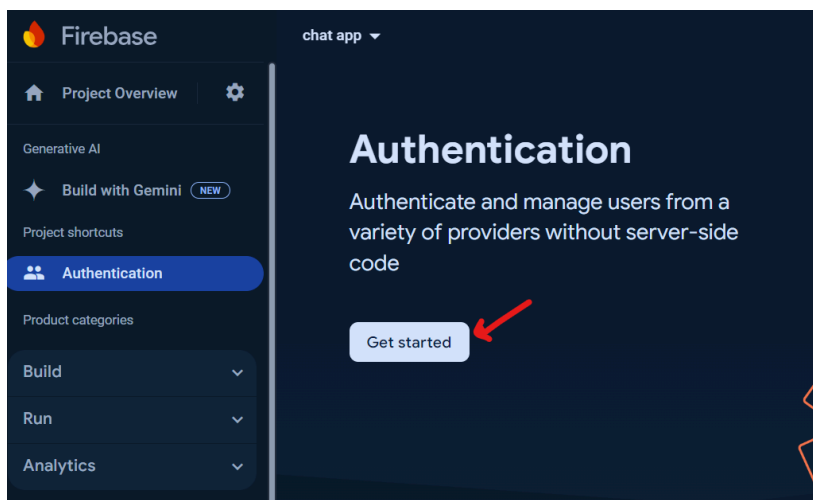 Firebase
Project Overview
Generative AI
Build with Gemini NEW
Project shortcuts
Authentication
Product categories
Build
Run
Analytics
chat app
Authentication
Authenticate and manage users from a
variety of providers without server-side
code
Get started